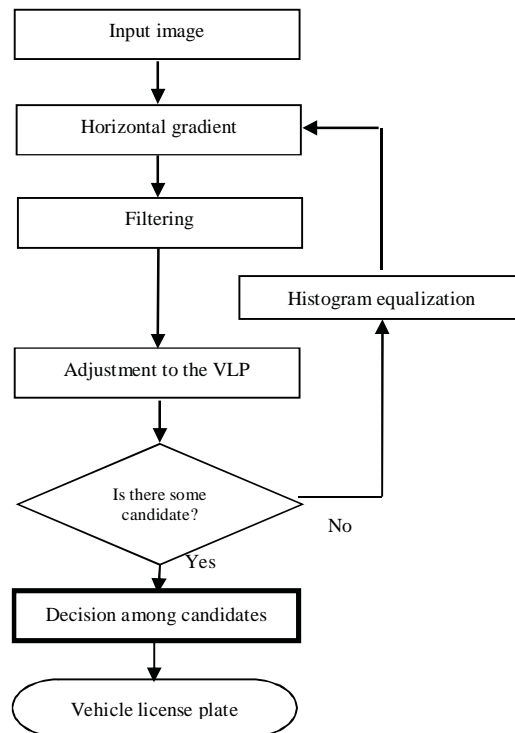 Input image
Horizontal gradient
Filtering
Histogram equalization
Adjustment to the VLP
Is there some
candidate?
No
Yes
Decision among candidates
Vehicle license plate